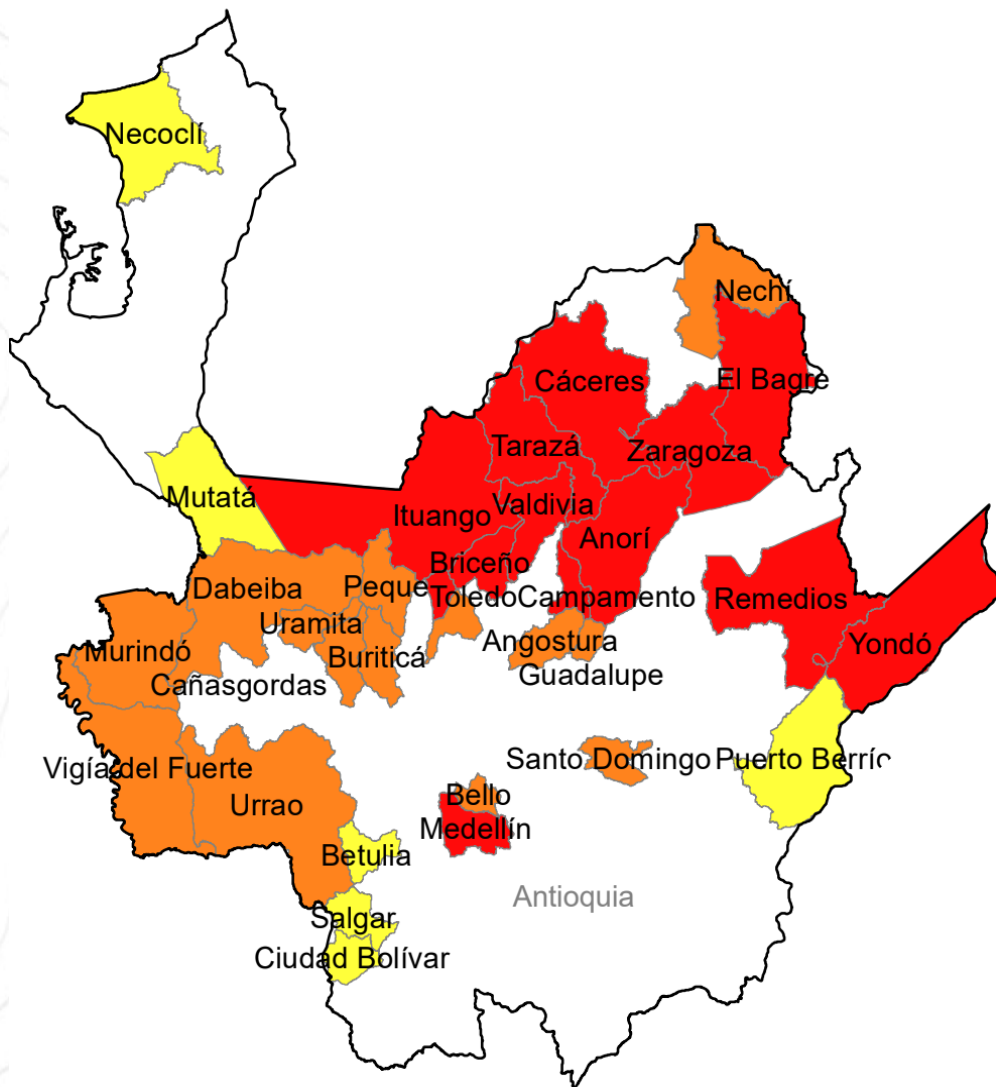 Necoclí
Nechí
Cáceres
El Bagre
Tarazá
Zaragoza
Mutatá
Valdivia
Ituango
Anorí
Briceño
Dabeiba
Peque
Toledo
Campamento
Remedios
Uramita
Angostura
Yondó
Murindó
Buriticá
Guadalupe
Cañasgordas
Santo Domingo
Puerto Berrío
Vigía del Fuerte
Urrao
Bello
Medellín
Betulia
Antioquia
Salgar
Ciudad Bolívar